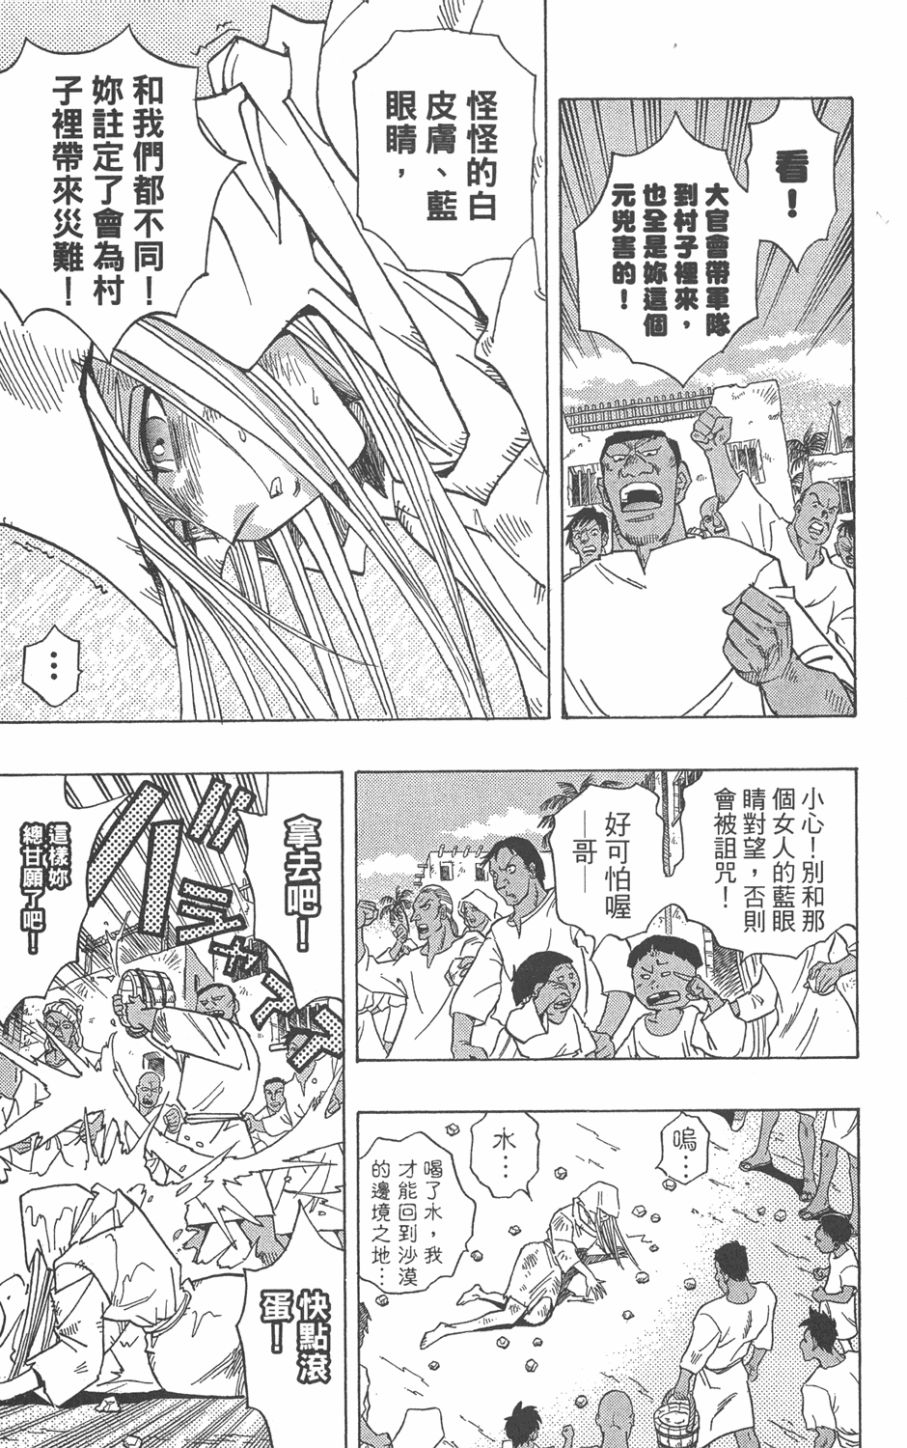 看！
大官會帶軍隊
到村子裡來，
也全是妳這個
元兇害的！
怪怪的白
皮膚、藍
眼睛，
和我們都不同！
妳註定了會為村
子裡帶來災難！
…
小心！別和那
個女人的藍眼
睛對望，否則
會被詛咒！
好可怕喔
——哥——
嗚…
水…
喝了水，我
才能回到沙漠
的邊境之地…
拿去吧！
這樣妳
總甘願了吧！
バシャアア
快點滾
蛋！